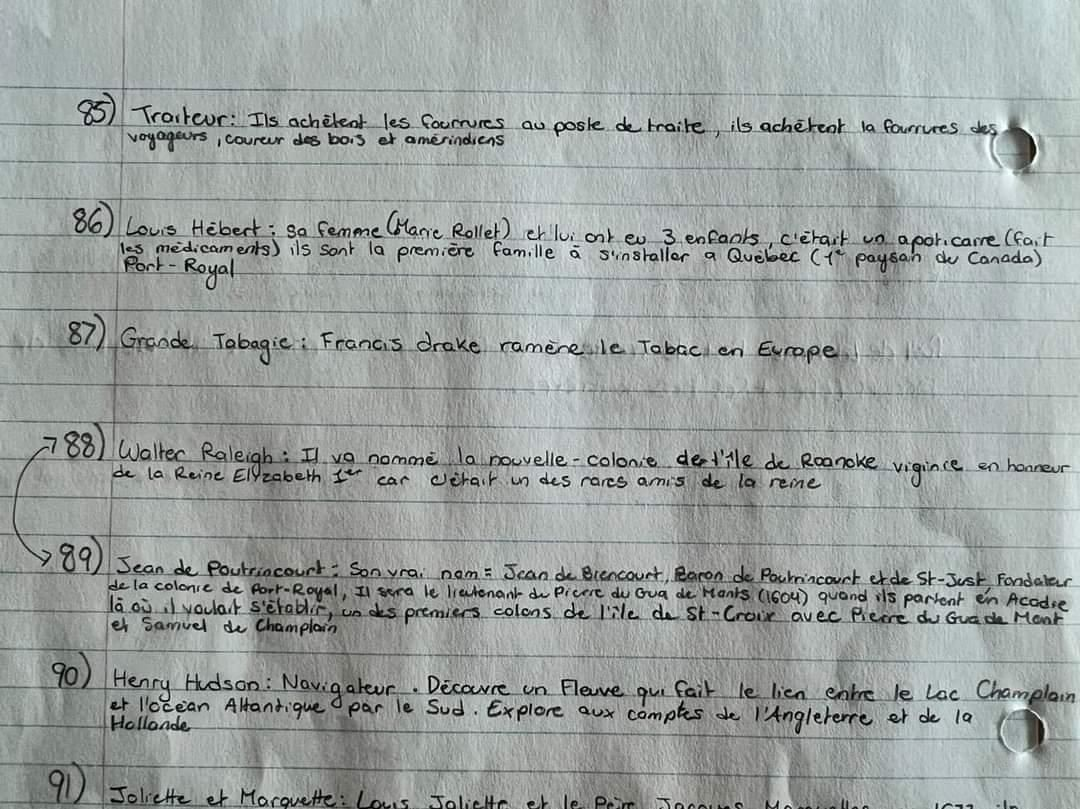 85) Traiteur: Ils achètent les fourrures au poste de traite, ils achètent la fourrures des
voyageurs, coureur des bois et amérindiens
86) Louis Hébert: Sa femme (Marie Rollet) et lui ont eu 3 enfants, c'était un apoticarre (fait
les médicaments) ils sont la première famille à s'installer a Québec (1er paysan du Canada)
Port-Royal
87) Grande Tabagie: Francis drake ramène le Tabac en Europe
88) Walter Raleigh: Il va nommé la nouvelle-colonie de l'île de Roanoke vigince en honneur
de la Reine Elyzabeth 1er car c'était un des rares amis de la reine
89) Jean de Poutrincourt: Son vrai nom = Jean de Biencourt, Baron de Poutrincourt et de St-Just Fondateur
de la colonie de Port-Royal, Il sera le lieutenant du Pierre du Gua de Monts (1604) quand ils partent en Acadie
là où il voulait s'établir, un des premiers colons de l'île de St-Croix avec Pierre du Gua de Mont
et Samuel de Champlain
90) Henry Hudson: Navigateur. Découvre un Fleuve qui fait le lien entre le Lac Champlain
et l'océan Altantique par le Sud. Explore aux comptes de l'Angleterre et de la
Hollande
91) Joliette et Marquette: Louis Joliette et le Père Jacques